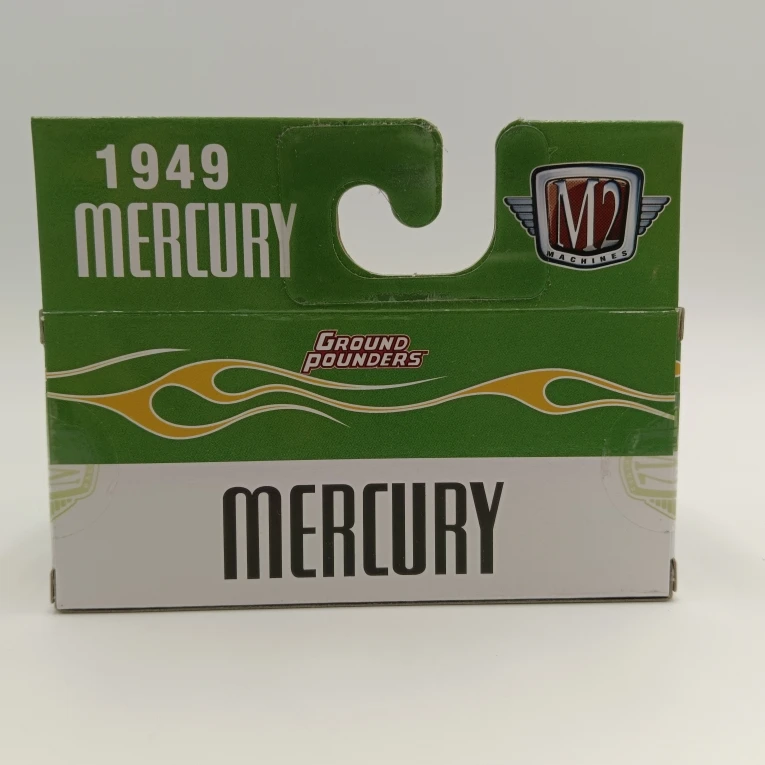 1949
MERCURY
M2
MACHINES
GROUND
POUNDERS
MERCURY